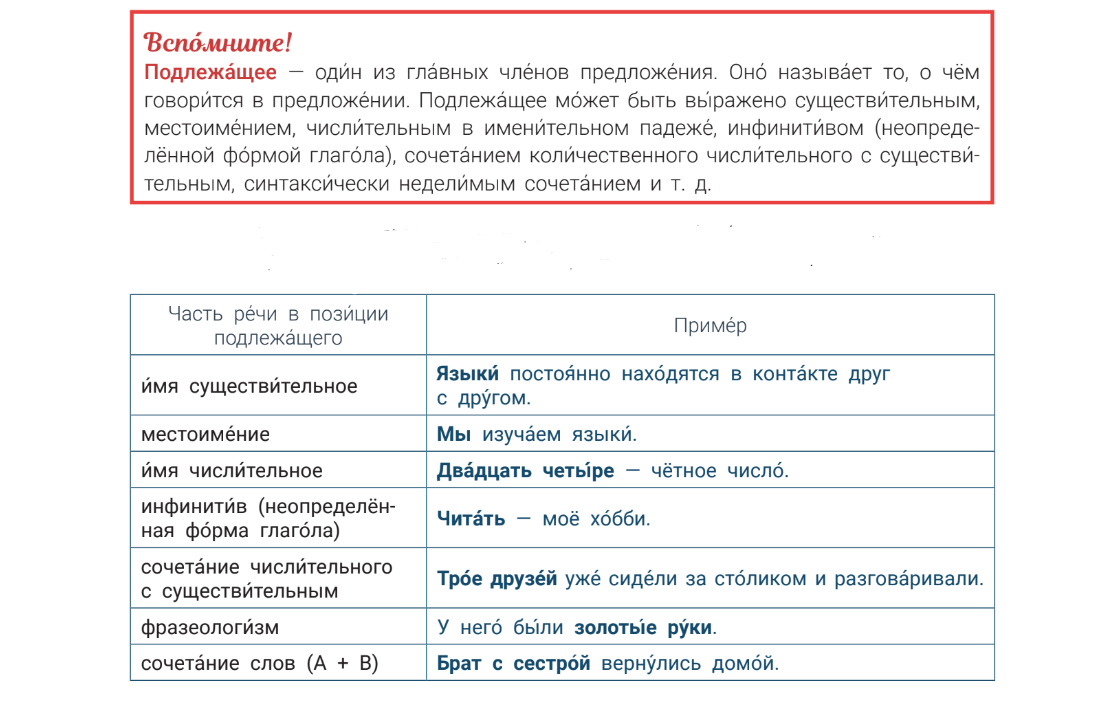 Вспо́мните!
Подлежа́щее — оди́н из гла́вных чле́нов предложе́ния. Оно́ называ́ет то, о чём
говори́тся в предложе́нии. Подлежа́щее мо́жет быть вы́ражено существи́тельным,
местоиме́нием, числи́тельным в имени́тельном падеже́, инфинити́вом (неопреде-
лённой фо́рмой глаго́ла), сочета́нием коли́чественного числи́тельного с существи́-
тельным, синтакси́чески недели́мым сочета́нием и т. д.
Часть ре́чи в пози́ции
подлежа́щего
Приме́р
и́мя существи́тельное
Языки́ постоя́нно нахо́дятся в конта́кте друг
с дру́гом.
местоиме́ние
Мы изуча́ем языки́.
и́мя числи́тельное
Два́дцать четы́ре — чётное число́.
инфинити́в (неопределён-
ная фо́рма глаго́ла)
Чита́ть — моё хо́бби.
сочета́ние числи́тельного
с существи́тельным
Тро́е друзе́й уже́ сиде́ли за сто́ликом и разгова́ривали.
фразеологи́зм
У него́ бы́ли золоты́е ру́ки.
сочета́ние слов (А + В)
Брат с сестро́й верну́лись домо́й.